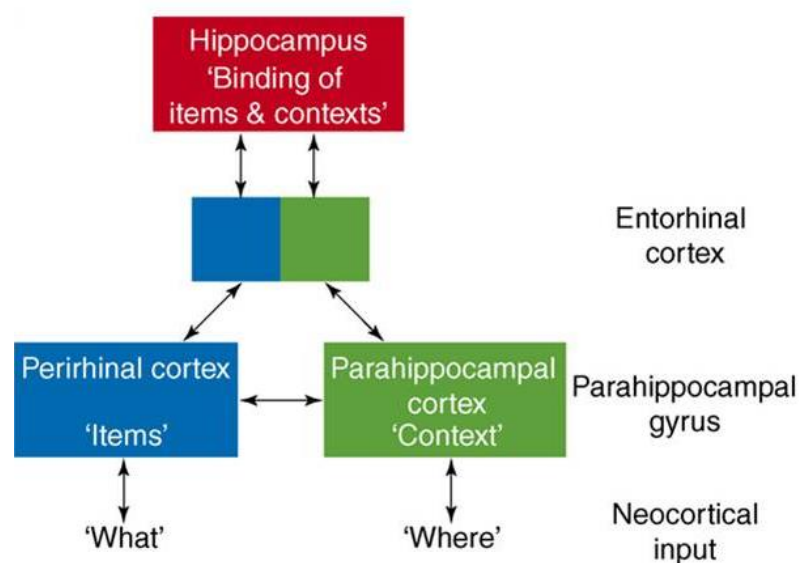 Hippocampus
‘Binding of
items & contexts’
Entorhinal
cortex
Perirhinal cortex
‘Items’
Parahippocampal
cortex
‘Context’
Parahippocampal
gyrus
‘What’
‘Where’
Neocortical
input